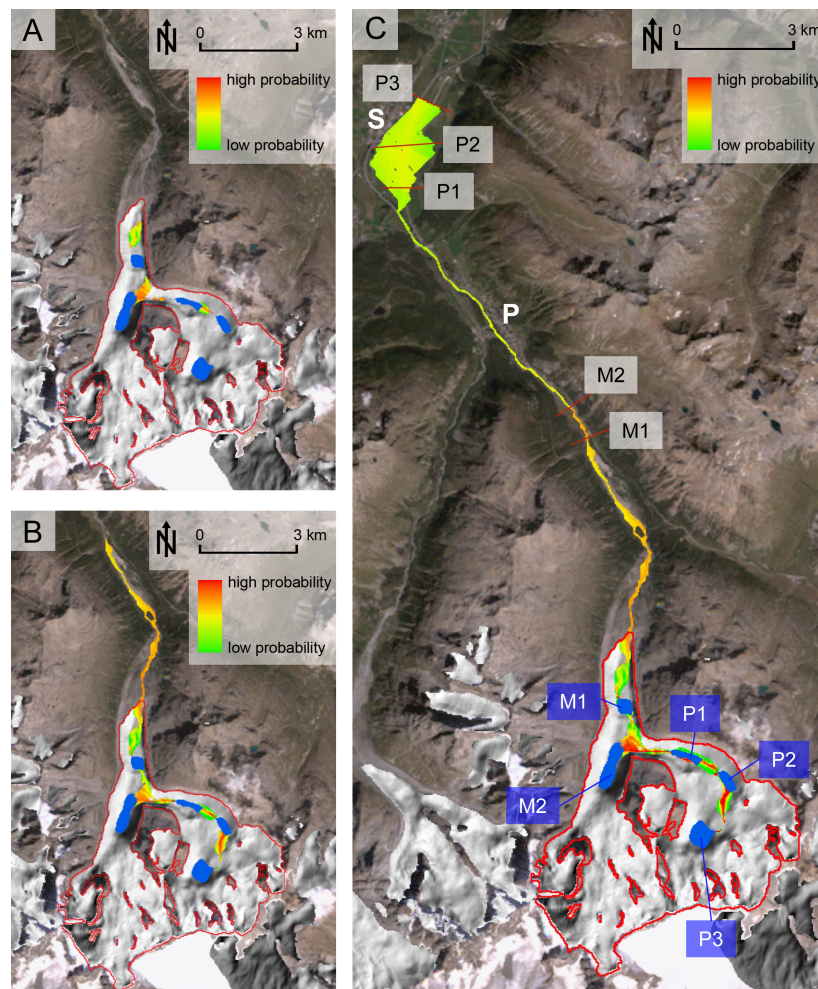 A
N
0 3 km
high probability
low probability
B
N
0 3 km
high probability
low probability
C
N
0 3 km
high probability
low probability
P3
S
P2
P1
P
M2
M1
M1
P1
P2
M2
P3